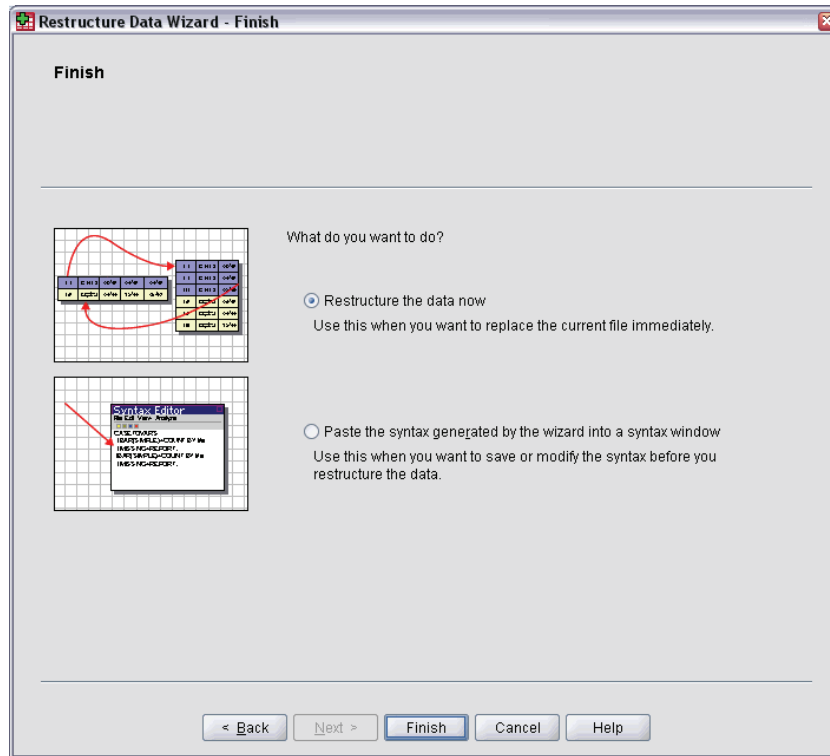 Restructure Data Wizard - Finish
Finish
What do you want to do?
Restructure the data now
Use this when you want to replace the current file immediately.
Syntax Editor
Paste the syntax generated by the wizard into a syntax window
Use this when you want to save or modify the syntax before you
restructure the data.
< Back
Next >
Finish
Cancel
Help